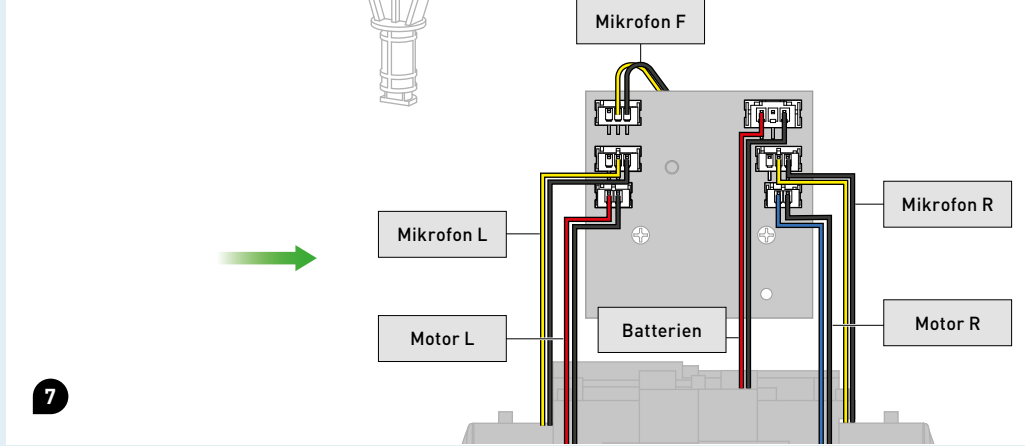 Mikrofon F
Mikrofon L
Mikrofon R
Motor L
Batterien
Motor R
7